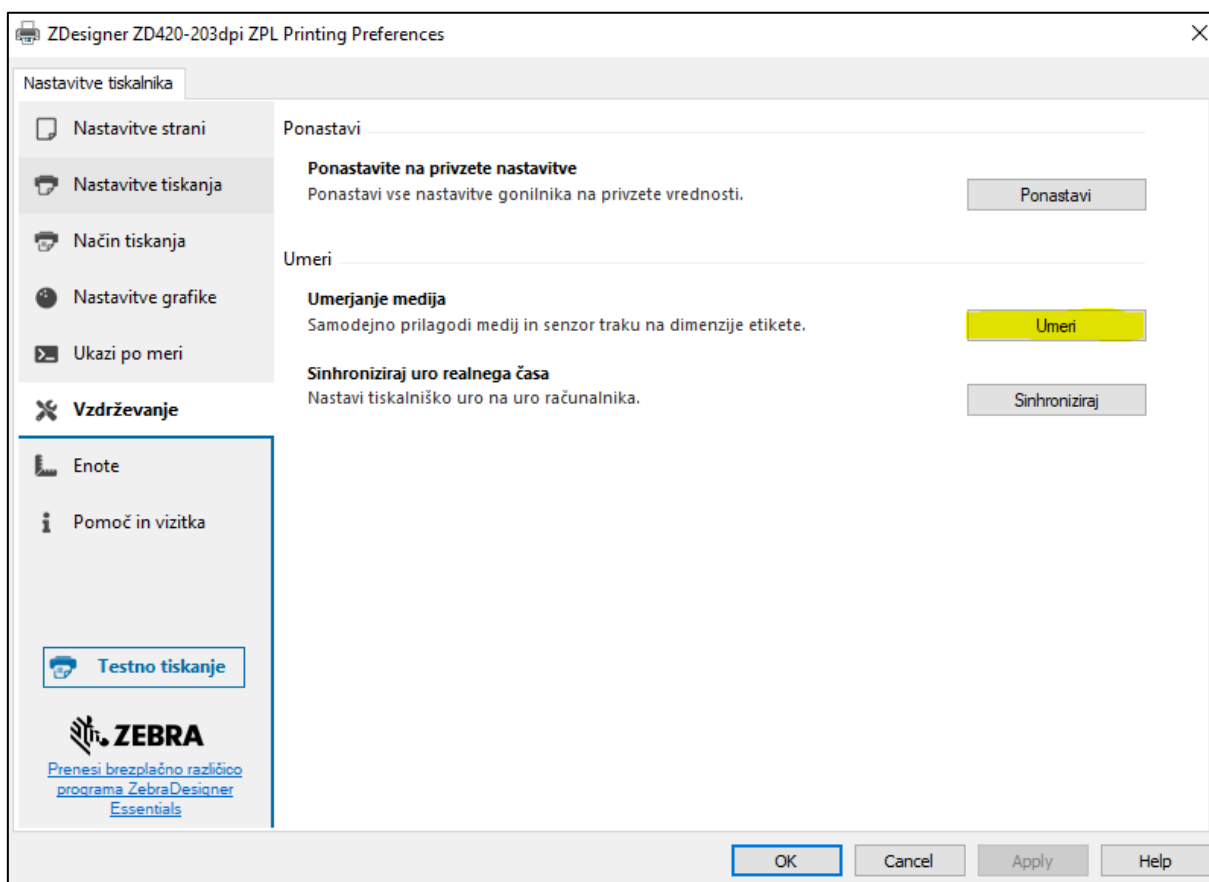 ZDesigner ZD420-203dpi ZPL Printing Preferences
Nastavitve tiskalnika
Nastavitve strani
Nastavitve tiskanja
Način tiskanja
Nastavitve grafike
Ukazi po meri
Vzdrževanje
Enote
Pomoč in vizitka
Testno tiskanje
ZEBRA
Prenesi brezplačno različico
programa ZebraDesigner
Essentials
Ponastavi
Ponastavite na privzete nastavitve
Ponastavi vse nastavitve gonilnika na privzete vrednosti.
Ponastavi
Umeri
Umerjanje medija
Samodejno prilagodi medij in senzor traku na dimenzije etikete.
Umeri
Sinhroniziraj uro realnega časa
Nastavi tiskalniško uro na uro računalnika.
Sinhroniziraj
OK
Cancel
Apply
Help